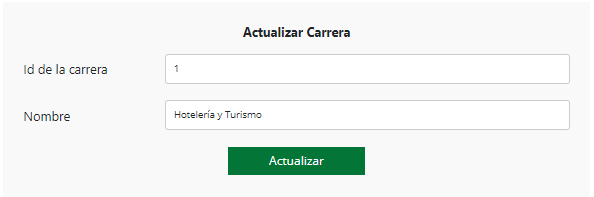 Actualizar Carrera
Id de la carrera 1
Nombre Hotelería y Turismo
Actualizar